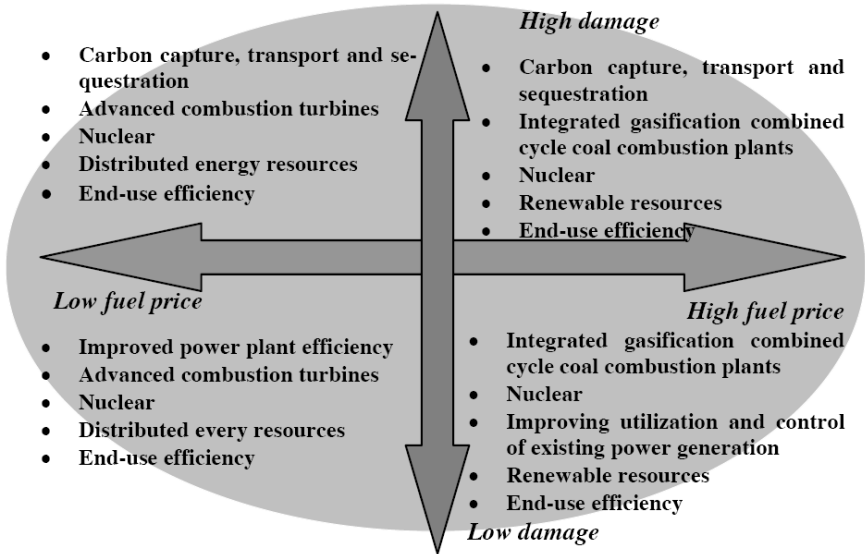 High damage
• Carbon capture, transport and se-
questration
• Advanced combustion turbines
• Nuclear
• Distributed energy resources
• End-use efficiency
• Carbon capture, transport and
sequestration
• Integrated gasification combined
cycle coal combustion plants
• Nuclear
• Renewable resources
• End-use efficiency
Low fuel price
High fuel price
• Improved power plant efficiency
• Advanced combustion turbines
• Nuclear
• Distributed every resources
• End-use efficiency
• Integrated gasification combined
cycle coal combustion plants
• Nuclear
• Improving utilization and control
of existing power generation
• Renewable resources
• End-use efficiency
Low damage